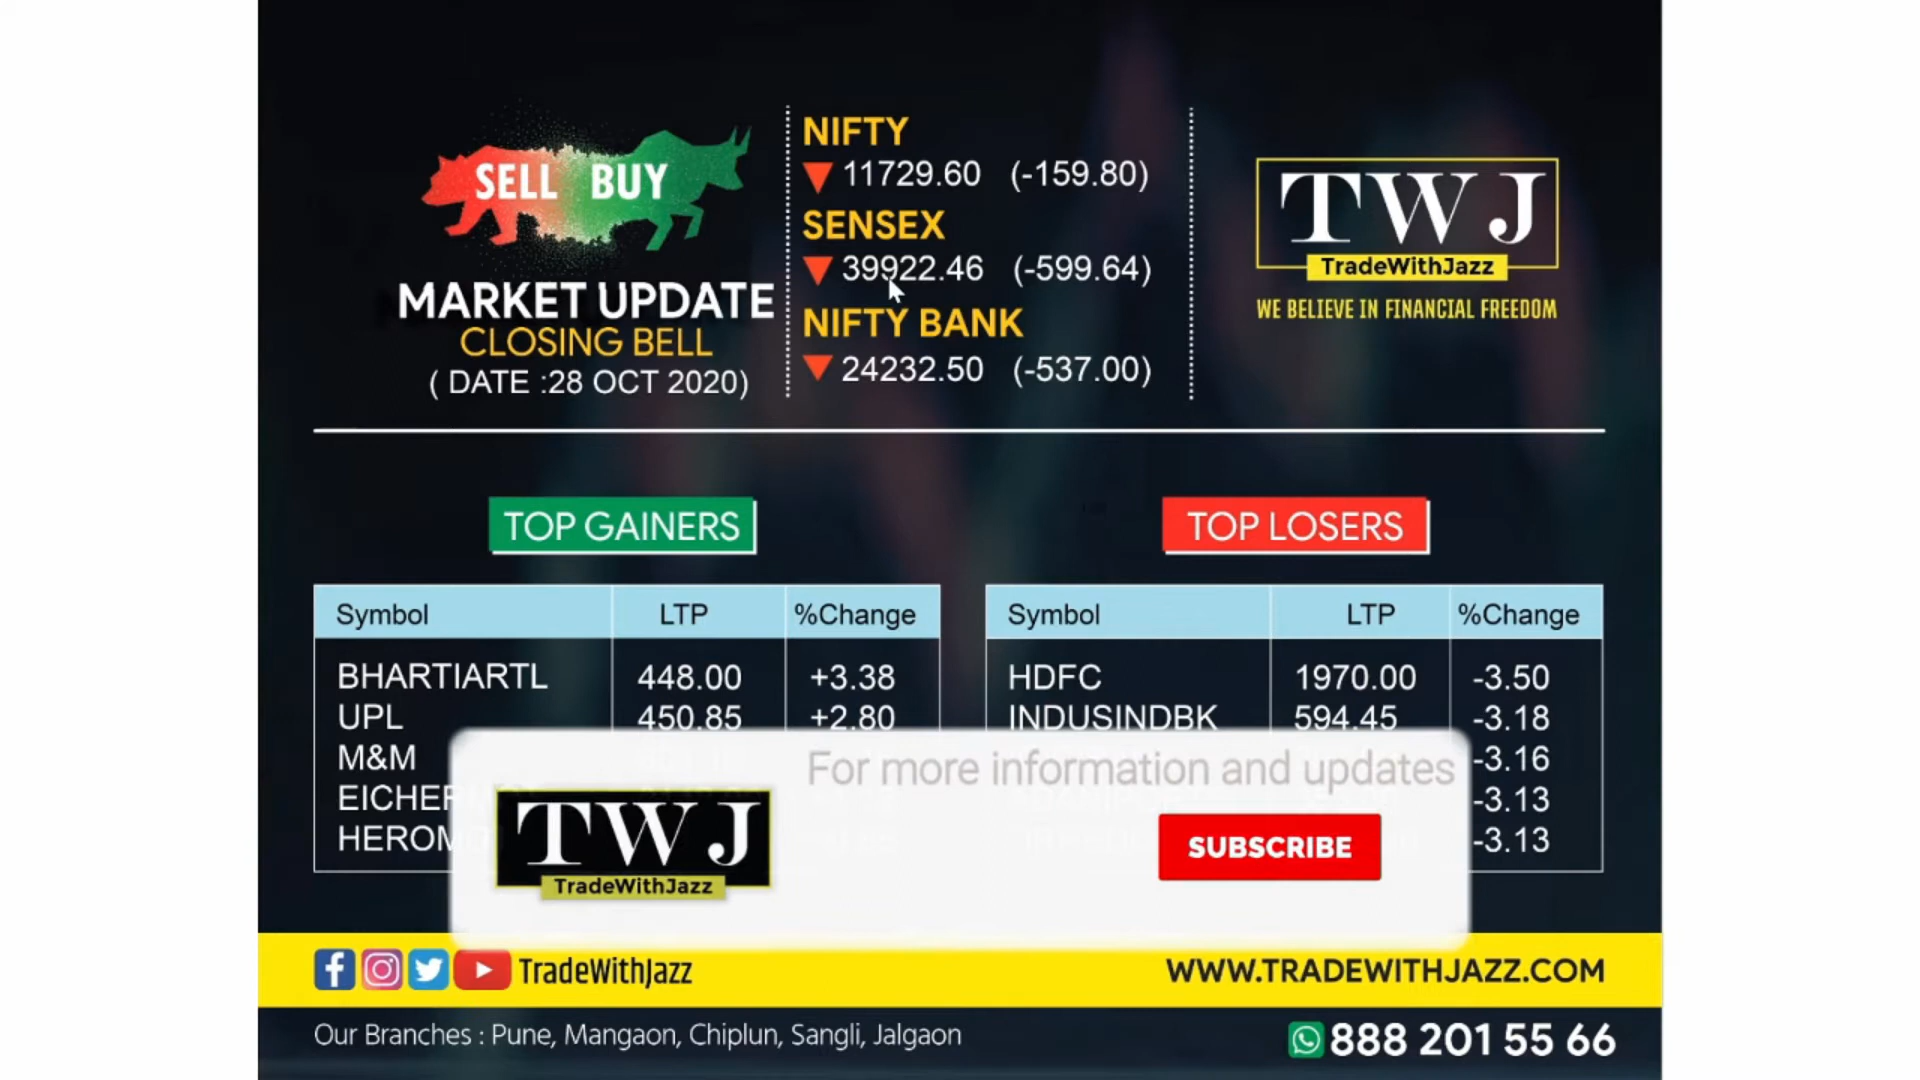 SELL BUY
MARKET UPDATE
CLOSING BELL
( DATE :28 OCT 2020)
NIFTY
11729.60 (-159.80)
SENSEX
39922.46 (-599.64)
NIFTY BANK
24232.50 (-537.00)
TWJ
TradeWithJazz
WE BELIEVE IN FINANCIAL FREEDOM
TOP GAINERS
Symbol LTP %Change
BHARTIARTL 448.00 +3.38
UPL 450.85 +2.80
M&M
TOP LOSERS
Symbol LTP %Change
HDFC 1970.00 -3.50
INDUSINDBK 594.45 -3.18
-3.16
-3.13
-3.13
For more information and updates
TWJ
TradeWithJazz
SUBSCRIBE
TradeWithJazz
WWW.TRADEWITHJAZZ.COM
Our Branches : Pune, Mangaon, Chiplun, Sangli, Jalgaon
888 201 55 66